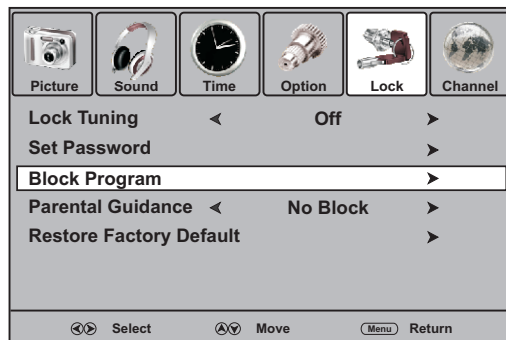 Picture Sound Time Option Lock Channel
Lock Tuning Off
Set Password
Block Program
Parental Guidance No Block
Restore Factory Default
Select Move Menu Return